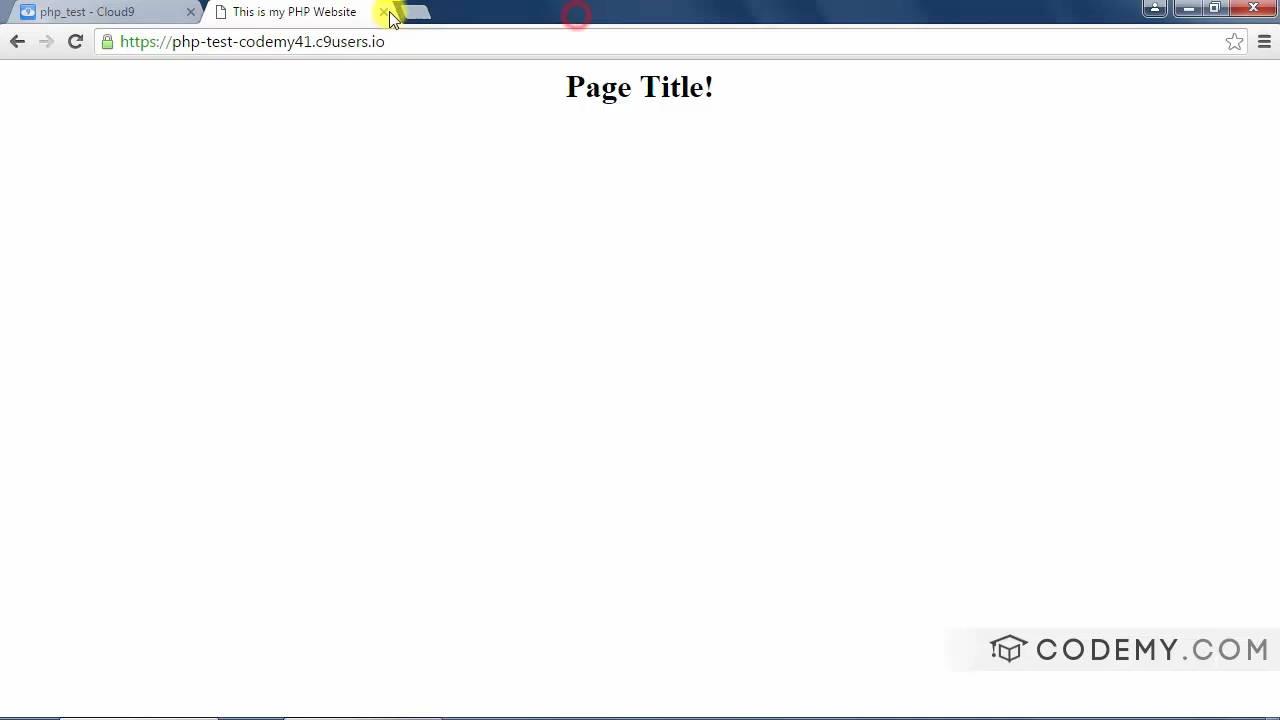 php_test - Cloud9
This is my PHP Website
https://php-test-codemy41.c9users.io
Page Title!
CODEMY.COM